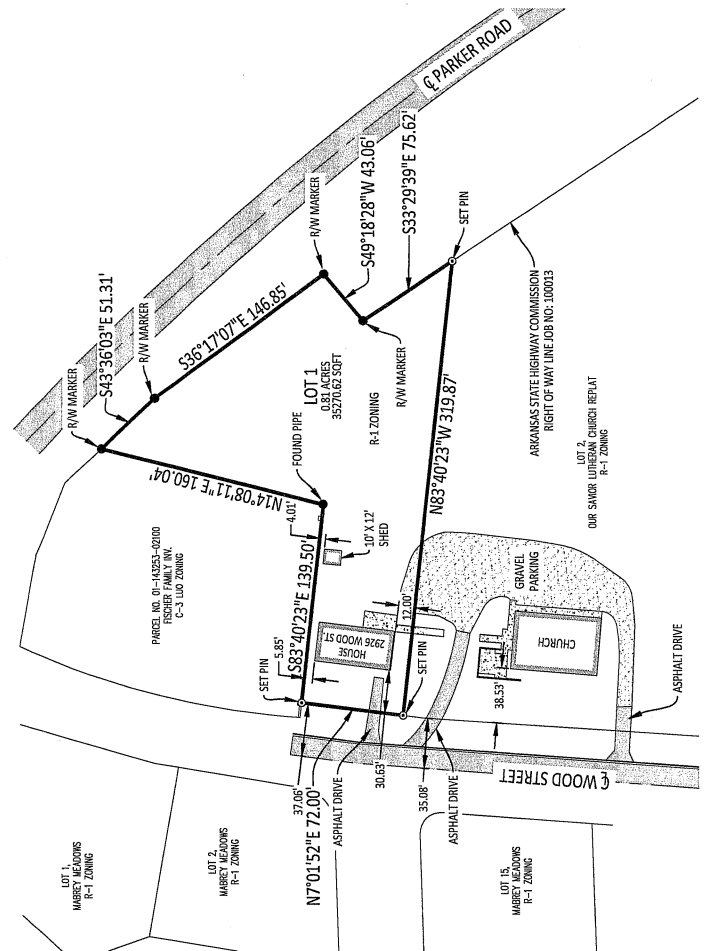 ℄ PARKER ROAD
R/W MARKER
S43°36'03"E 51.31'
R/W MARKER
S36°17'07"E 146.85'
R/W MARKER
S49°18'28"W 43.06'
S33°29'39"E 75.62'
SET PIN
R/W MARKER
LOT 1
0.81 ACRES
35270.62 SQFT
R-1 ZONING
FOUND PIPE
N14°08'11"E 160.04'
4.01'
10' X 12'
SHED
S83°40'23"E 139.50'
5.85'
SET PIN
PARCEL NO. 01-143253-02100
FISCHER FAMILY INV.
C-3 LUO ZONING
N83°40'23"W 319.87'
ARKANSAS STATE HIGHWAY COMMISSION
RIGHT OF WAY LINE JOB NO: 100013
LOT 2,
OUR SAVIOR LUTHERAN CHURCH REPLAT
R-1 ZONING
HOUSE
2926 WOOD ST.
12.00'
SET PIN
GRAVEL
PARKING
CHURCH
38.53'
ASPHALT DRIVE
37.06'
N7°01'52"E 72.00'
ASPHALT DRIVE
30.63'
35.08'
ASPHALT DRIVE
℄ WOOD STREET
LOT 1,
MABREY MEADOWS
R-1 ZONING
LOT 2,
MABREY MEADOWS
R-1 ZONING
LOT 15,
MABREY MEADOWS
R-1 ZONING